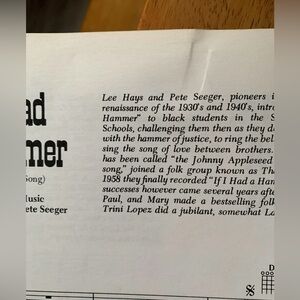 Lee Hays and Pete Seeger, pioneers i
renaissance of the 1930's and 1940's, intro
Hammer" to black students in the S
Schools, challenging them then as they do
with the hammer of justice, to ring the bel
sing the song of love between brothers.
has been called "the Johnny Appleseed
song," joined a folk group known as Th
1958 they finally recorded "If I Had a Ham
successes however came several years afte
Paul, and Mary made a bestselling folk
Trini Lopez did a jubilant, somewhat La
ad
mer
Song)
usic
ete Seeger
D